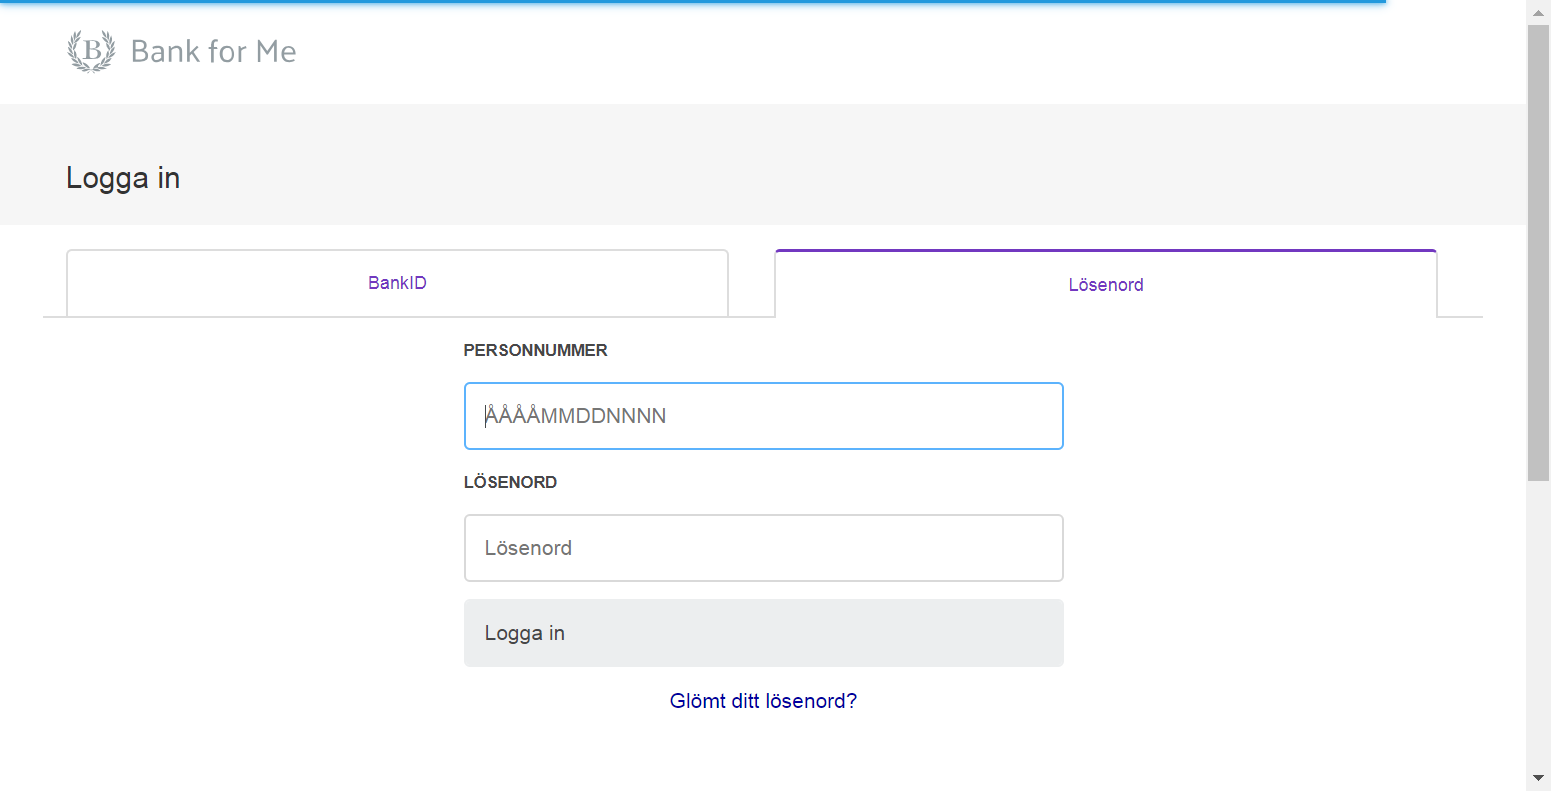 B Bank for Me
Logga in
BankID
Lösenord
PERSONNUMMER
ÅÅÅÅMMDDNNNN
LÖSENORD
Lösenord
Logga in
Glömt ditt lösenord?